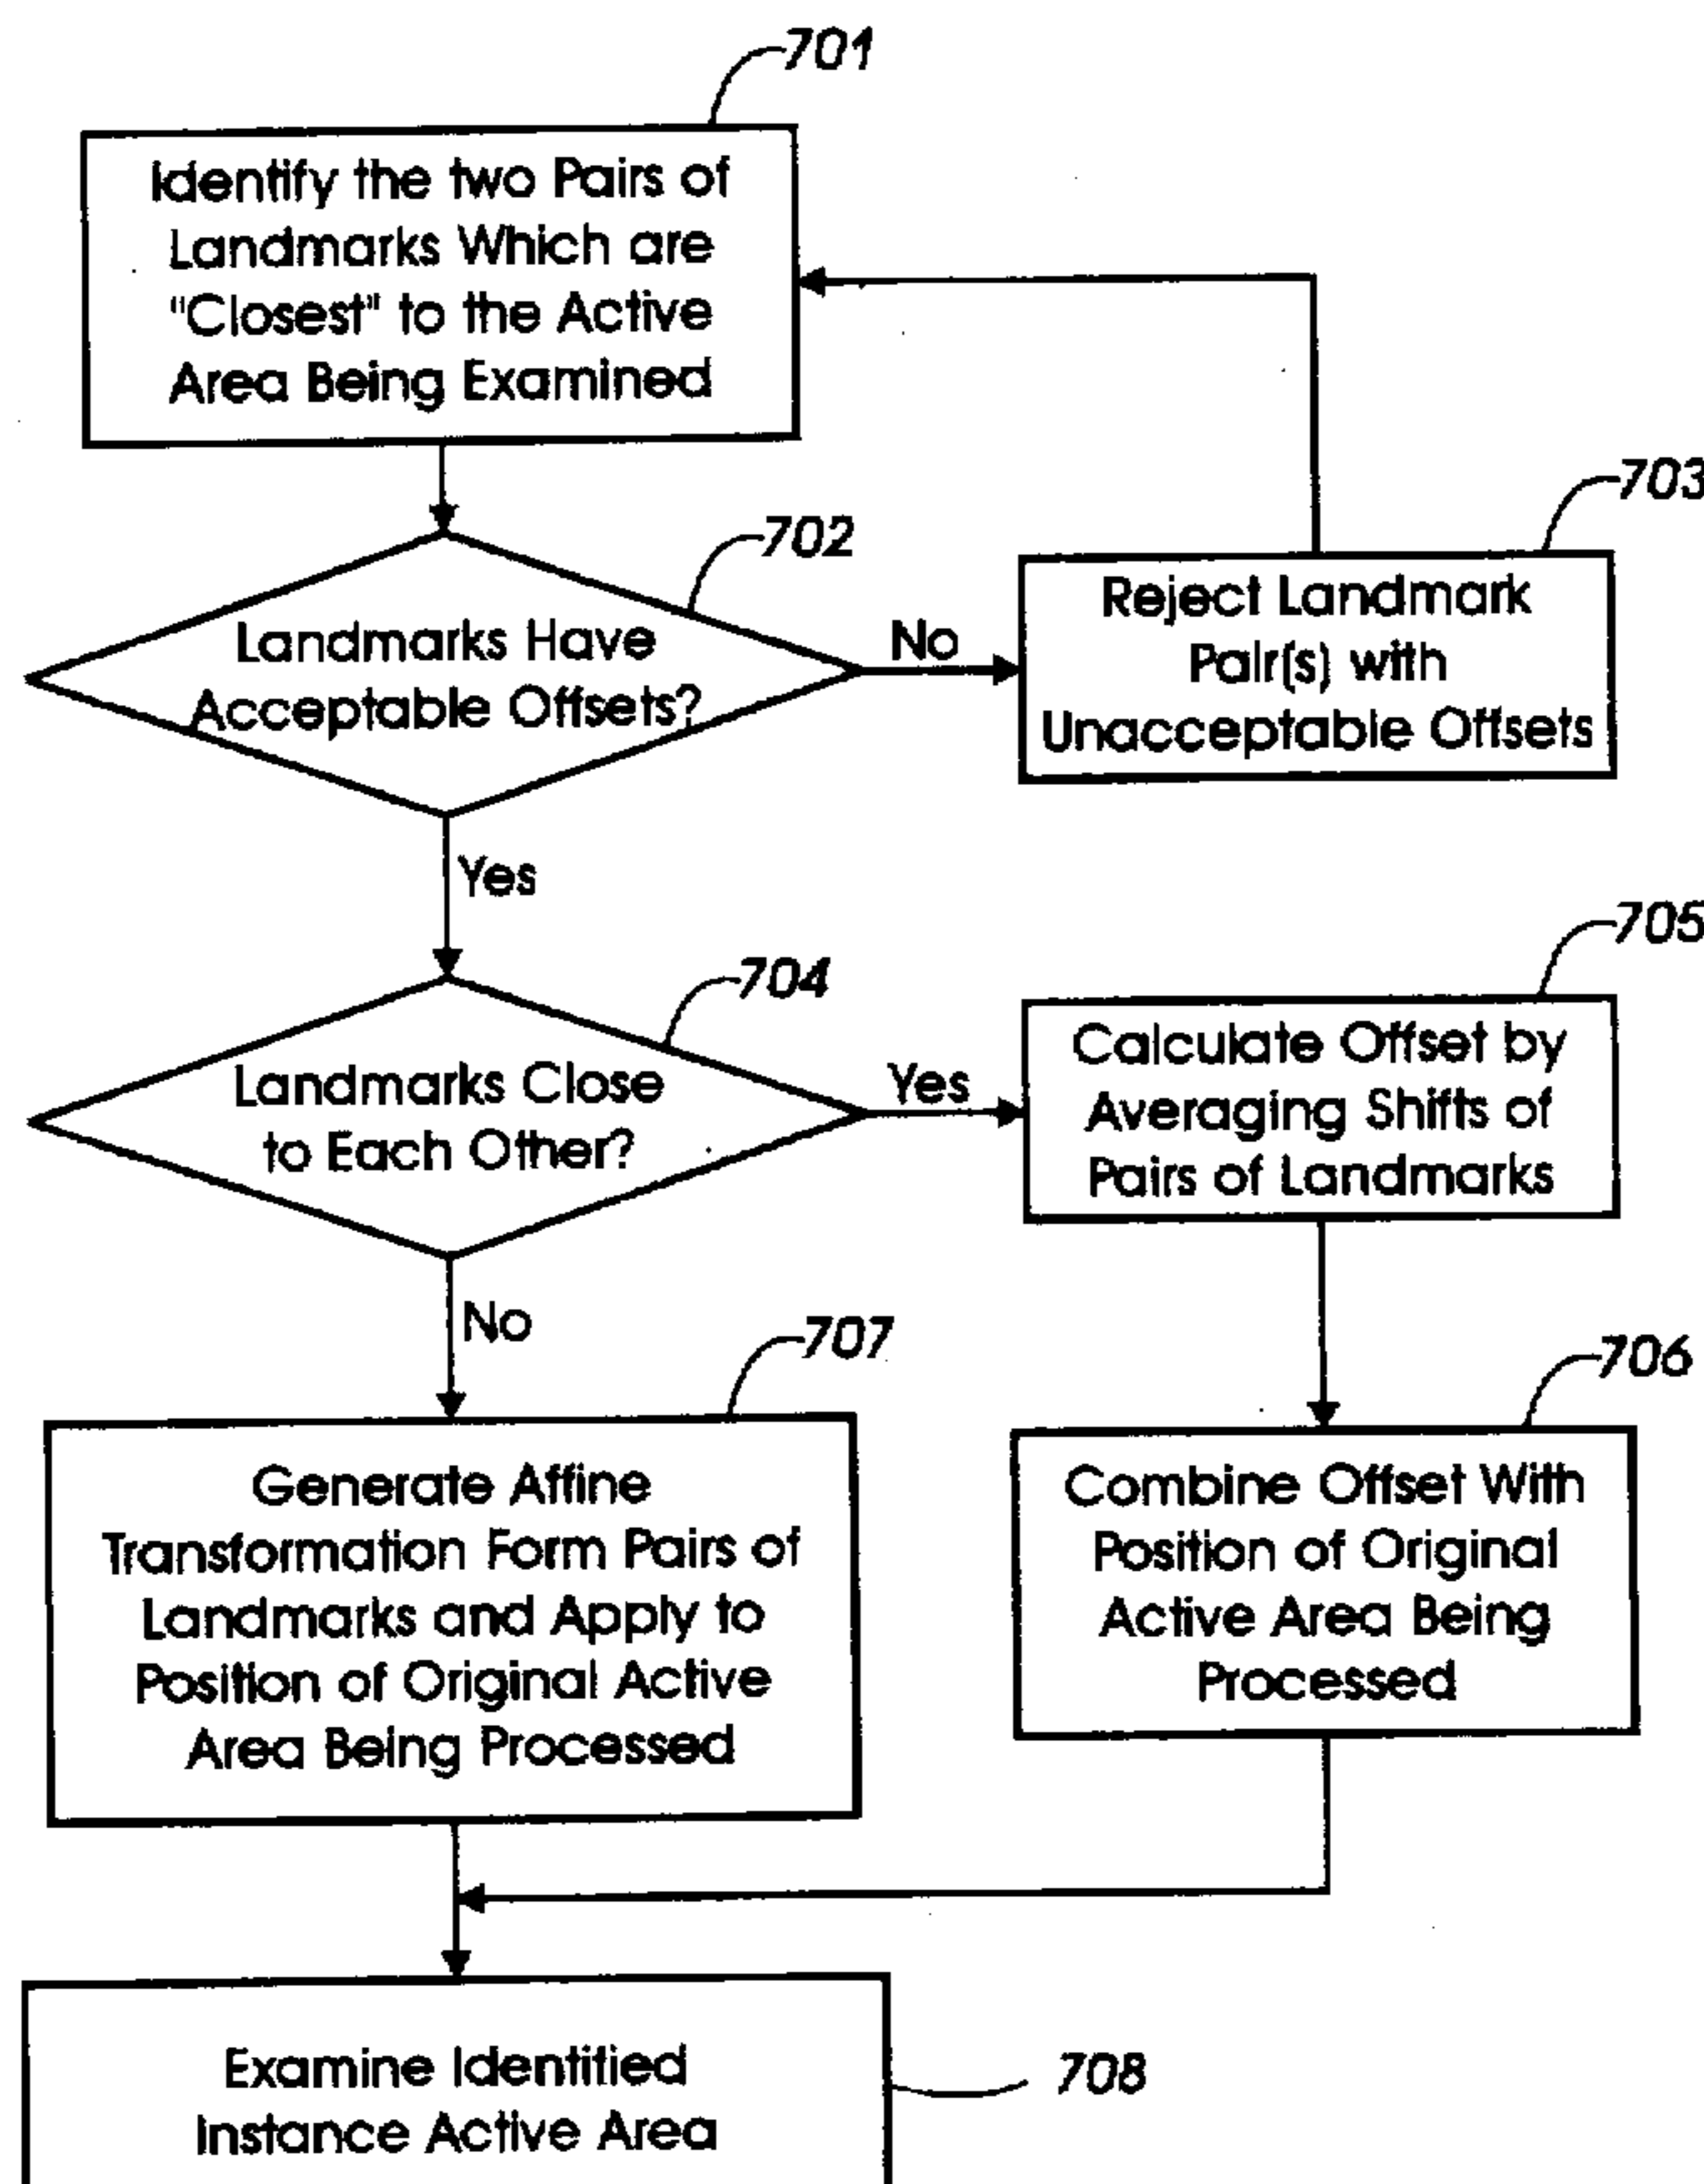 701
Identify the two Pairs of
Landmarks Which are
"Closest" to the Active
Area Being Examined
702
Landmarks Have
Acceptable Offsets?
No
703
Reject Landmark
Pair(s) with
Unacceptable Offsets
Yes
704
Landmarks Close
to Each Other?
Yes
705
Calculate Offset by
Averaging Shifts of
Pairs of Landmarks
No
707
Generate Affine
Transformation Form Pairs of
Landmarks and Apply to
Position of Original Active
Area Being Processed
706
Combine Offset With
Position of Original
Active Area Being
Processed
Examine Identified
Instance Active Area
708